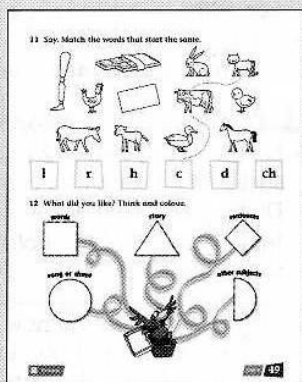 11 Say. Match the words that start the same.
l r h c d ch
12 What did you like? Think and colour.
words story sentences
song or chant other subjects
49